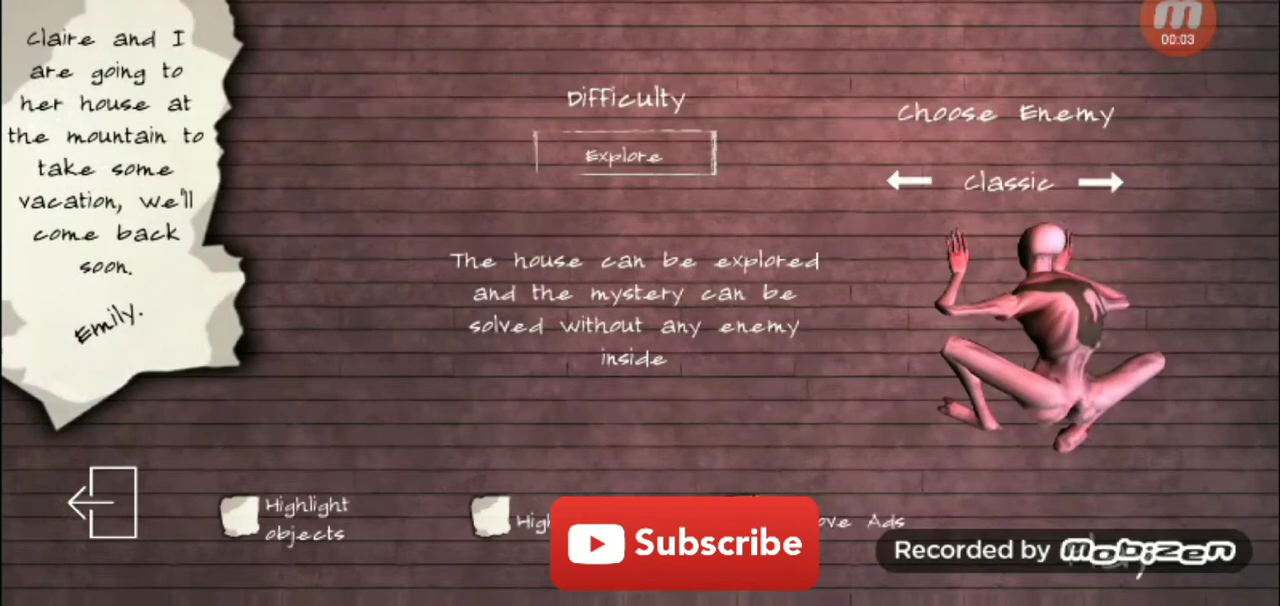 Claire and I
are going to
her house at
the mountain to
take some
vacation, we'll
come back
soon.
Emily.
00:03
Difficulty
Explore
The house can be explored
and the mystery can be
solved without any enemy
inside
Choose Enemy
Classic
Highlight
objects
Ads
Subscribe
Recorded by mobizen